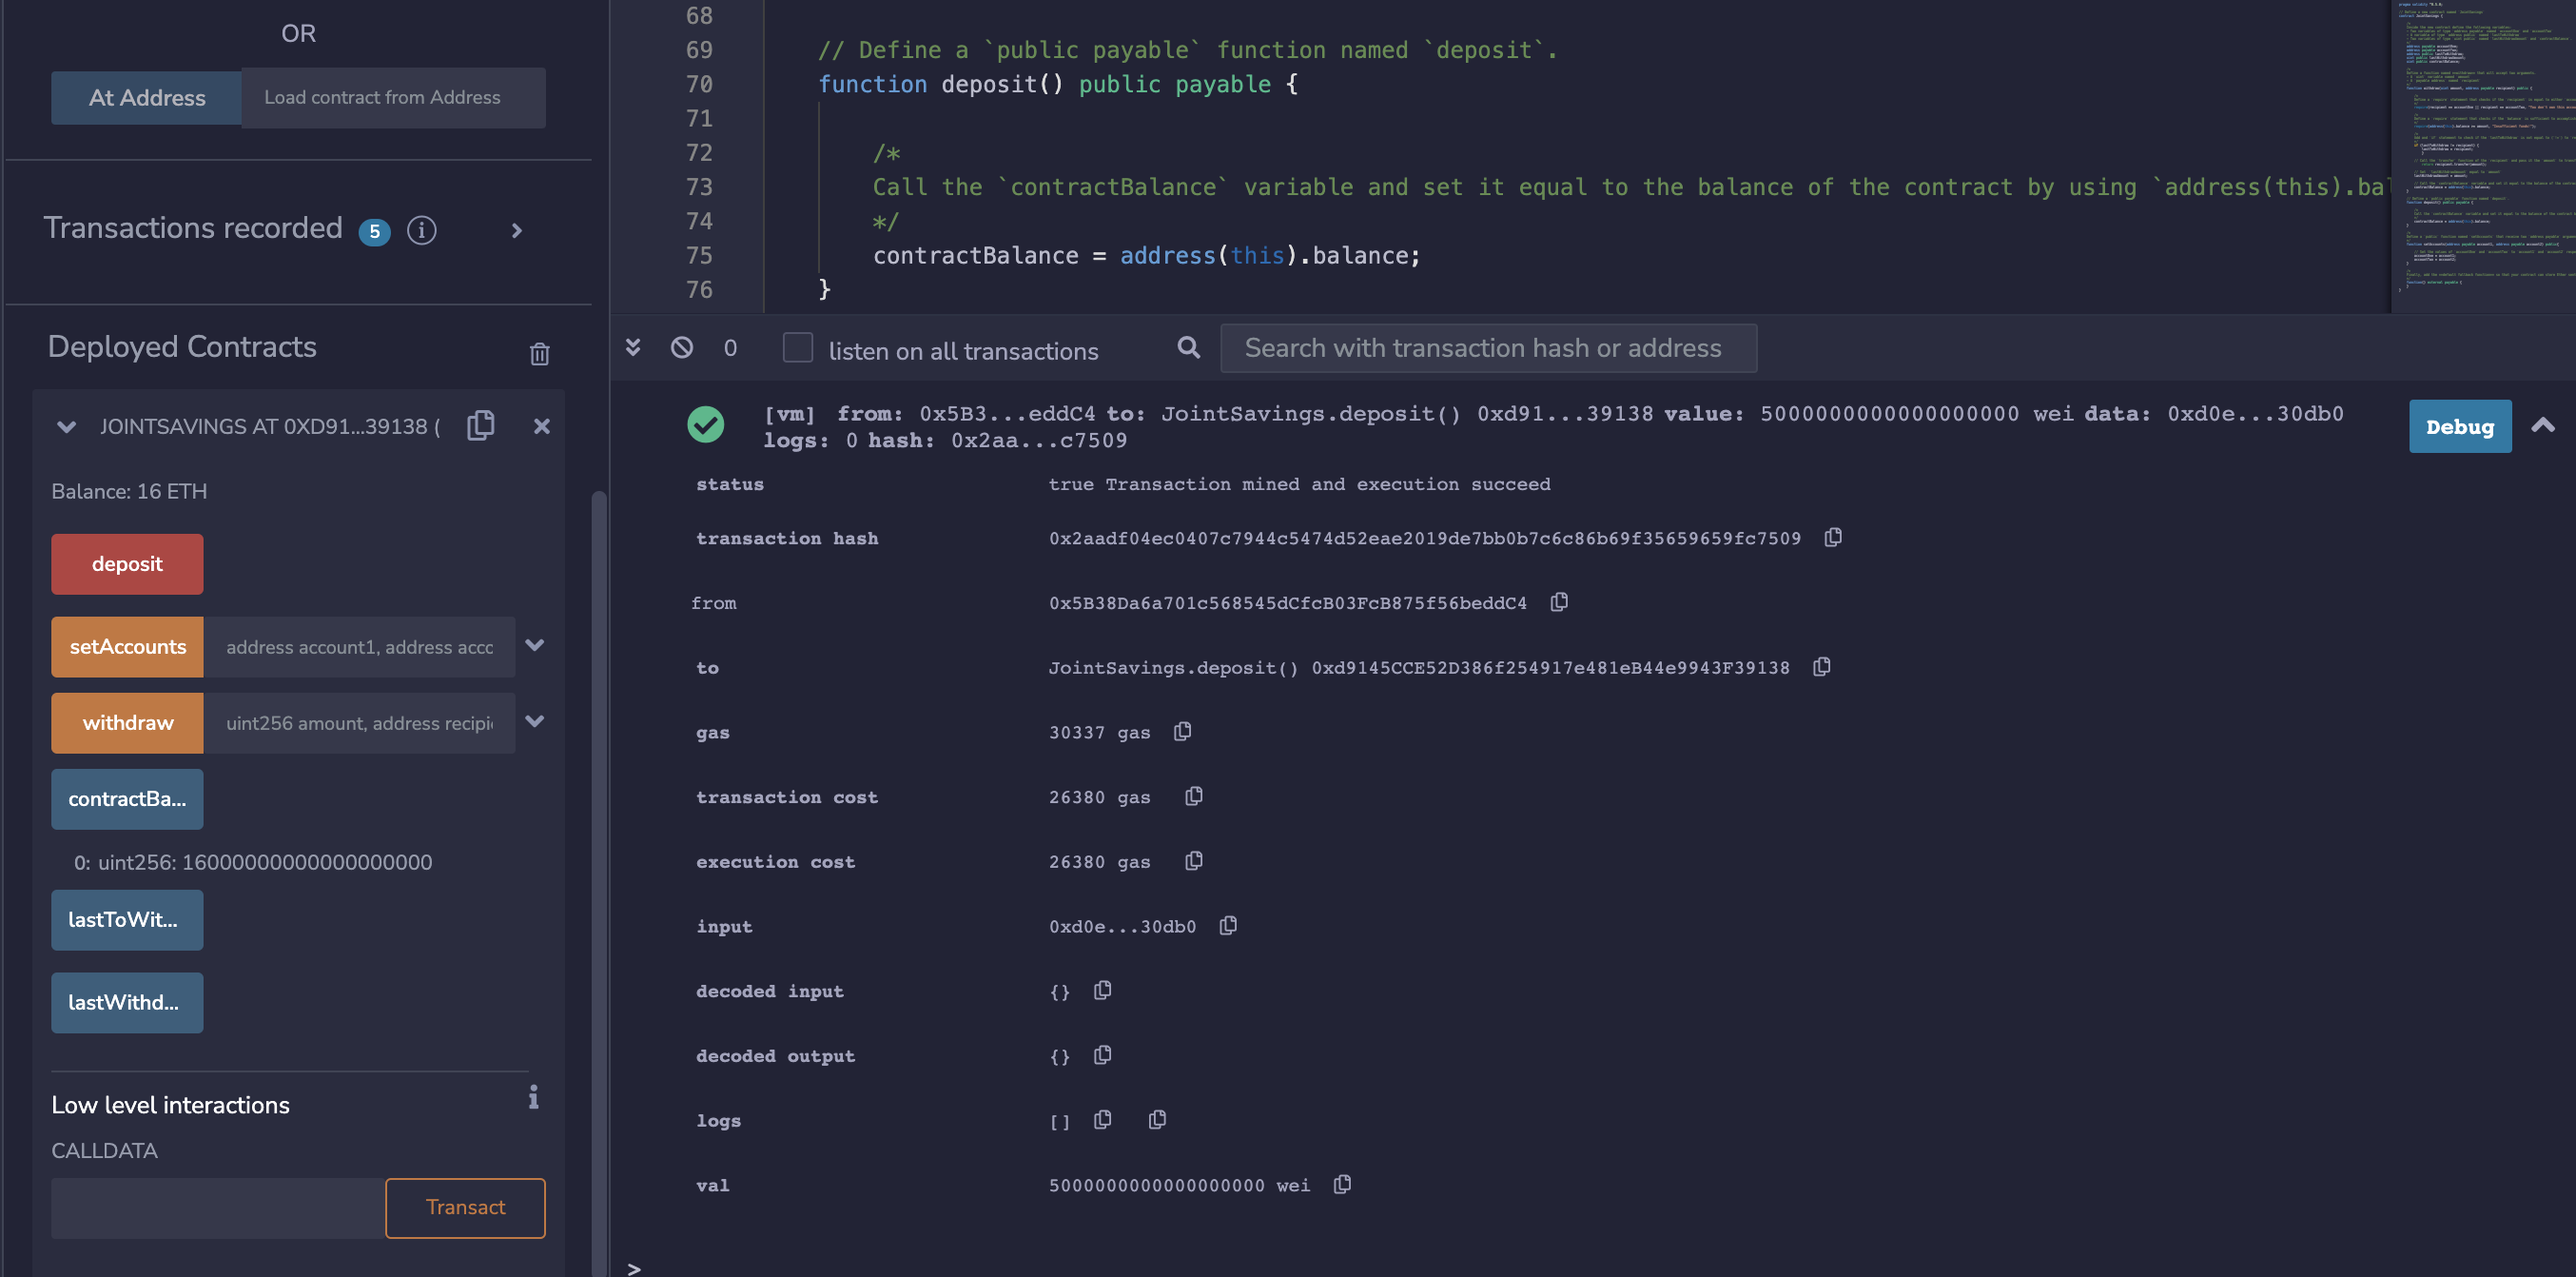 OR
At Address
Load contract from Address
Transactions recorded 5
Deployed Contracts
JOINTSAVINGS AT 0XD91...39138 (
Balance: 16 ETH
deposit
setAccounts
address account1, address acco
withdraw
uint256 amount, address recipi
contractBa...
0: uint256: 16000000000000000000
lastToWit...
lastWithd...
Low level interactions
CALLDATA
Transact
68
69 // Define a `public payable` function named `deposit`.
70 function deposit() public payable {
71
72 /*
73 Call the `contractBalance` variable and set it equal to the balance of the contract by using `address(this).bal
74 */
75 contractBalance = address(this).balance;
76 }
0
listen on all transactions
Search with transaction hash or address
[vm] from: 0x5B3...eddC4 to: JointSavings.deposit() 0xd91...39138 value: 5000000000000000000 wei data: 0xd0e...30db0
logs: 0 hash: 0x2aa...c7509
Debug
status true Transaction mined and execution succeed
transaction hash 0x2aadf04ec0407c7944c5474d52eae2019de7bb0b7c6c86b69f35659659fc7509
from 0x5B38Da6a701c568545dCfcB03FcB875f56beddC4
to JointSavings.deposit() 0xd9145CCE52D386f254917e481eB44e9943F39138
gas 30337 gas
transaction cost 26380 gas
execution cost 26380 gas
input 0xd0e...30db0
decoded input {}
decoded output {}
logs []
val 5000000000000000000 wei
>